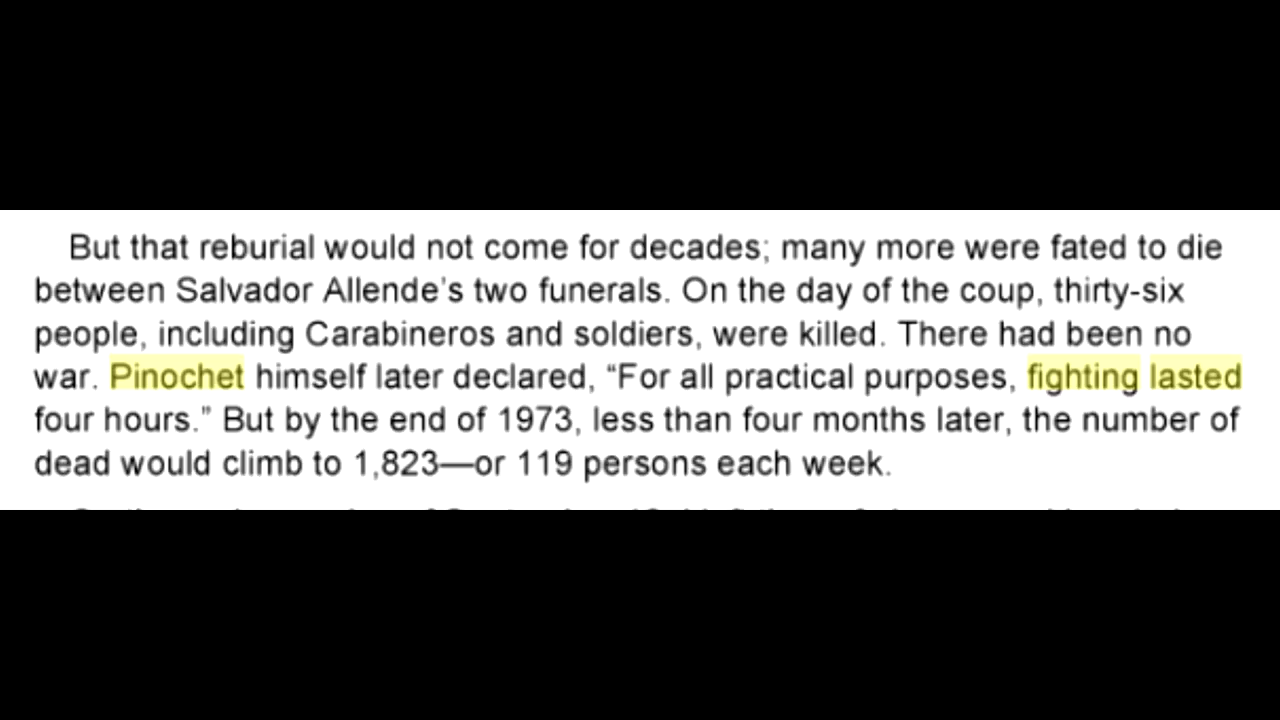 But that reburial would not come for decades; many more were fated to die
between Salvador Allende's two funerals. On the day of the coup, thirty-six
people, including Carabineros and soldiers, were killed. There had been no
war. Pinochet himself later declared, “For all practical purposes, fighting lasted
four hours.” But by the end of 1973, less than four months later, the number of
dead would climb to 1,823—or 119 persons each week.